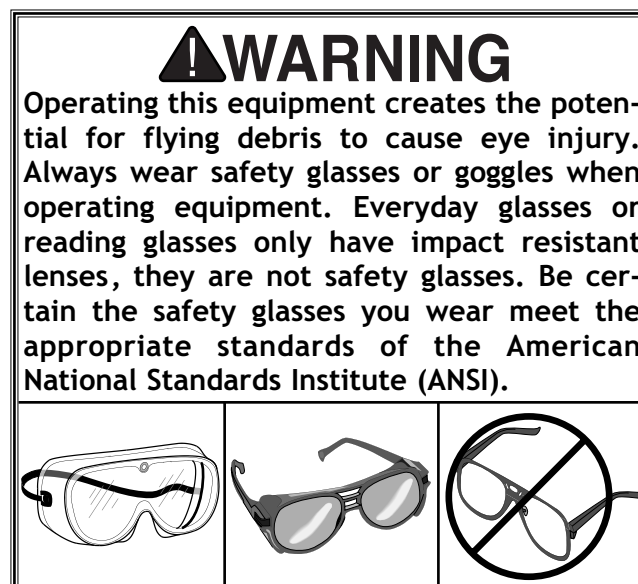 WARNING
Operating this equipment creates the poten-
tial for flying debris to cause eye injury.
Always wear safety glasses or goggles when
operating equipment. Everyday glasses or
reading glasses only have impact resistant
lenses, they are not safety glasses. Be cer-
tain the safety glasses you wear meet the
appropriate standards of the American
National Standards Institute (ANSI).